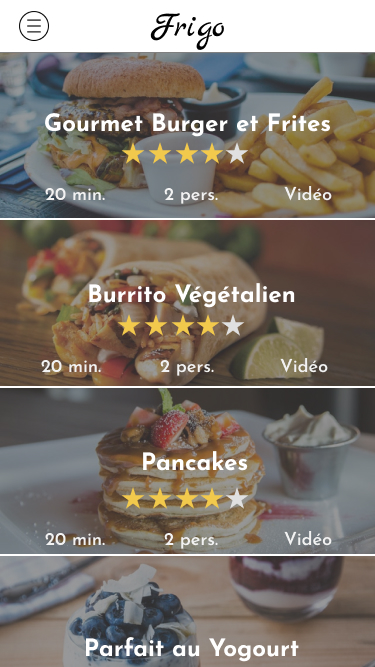 Frigo
Gourmet Burger et Frites
20 min. 2 pers. Vidéo
Burrito Végétalien
20 min. 2 pers. Vidéo
Pancakes
20 min. 2 pers. Vidéo
Parfait au Yogourt